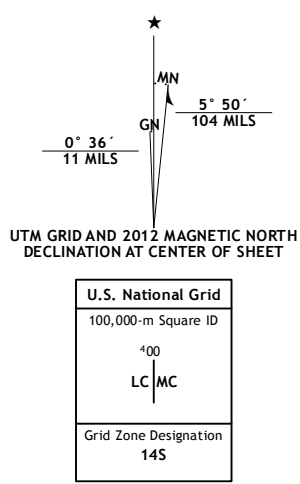 ★
MN
5° 50´
104 MILS
GN
0° 36´
11 MILS
UTM GRID AND 2012 MAGNETIC NORTH
DECLINATION AT CENTER OF SHEET
U.S. National Grid
100,000-m Square ID
⁴00
LC MC
Grid Zone Designation
14S